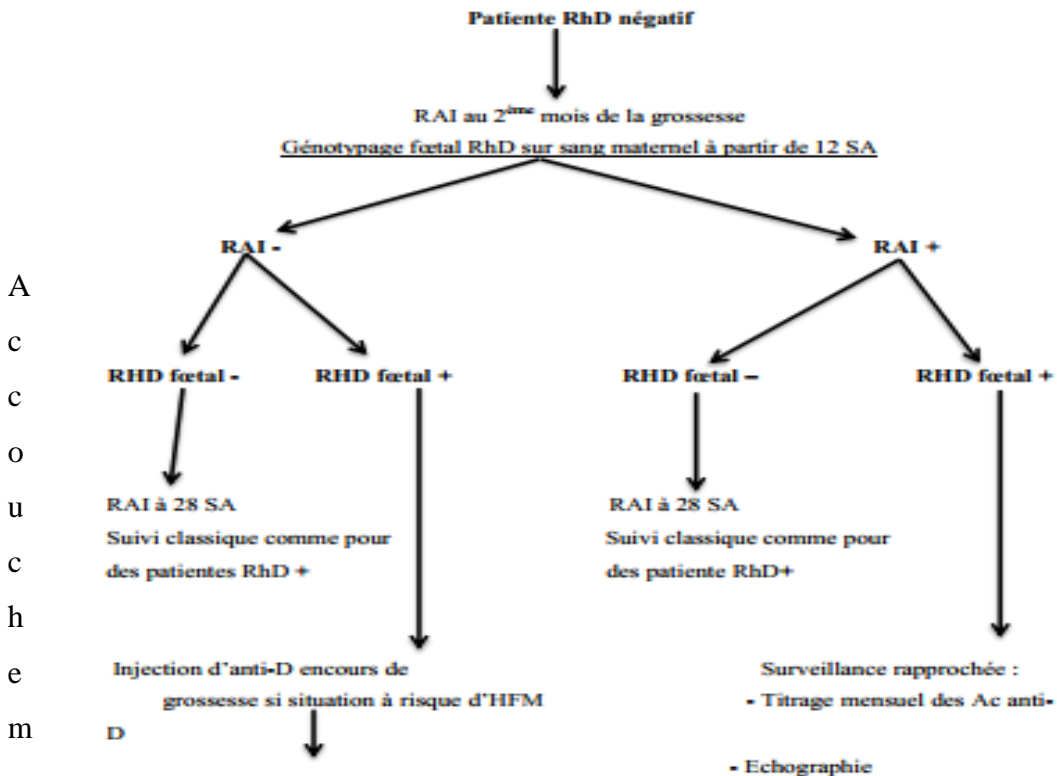 Patiente RhD négatif
RAI au 2ème mois de la grossesse
Génotypage fœtal RhD sur sang maternel à partir de 12 SA
RAI -
RAI +
RHD fœtal -
RHD fœtal +
RHD fœtal –
RHD fœtal +
RAI à 28 SA
Suivi classique comme pour
des patientes RhD +
RAI à 28 SA
Suivi classique comme pour
des patiente RhD+
Injection d’anti-D encours de
grossesse si situation à risque d’HFM
Surveillance rapprochée :
- Titrage mensuel des Ac anti-
D
- Echographie
A
c
c
o
u
c
h
e
m